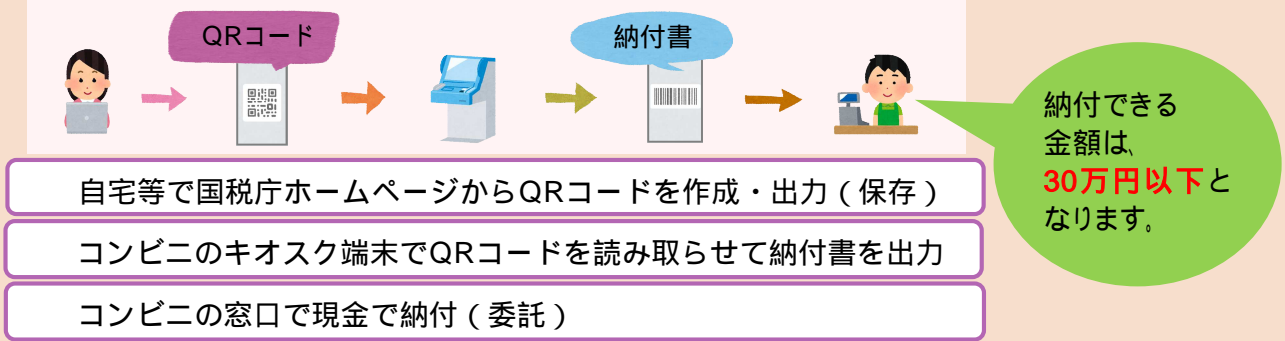 QRコード
納付書
納付できる
金額は、
30万円以下と
なります。
自宅等で国税庁ホームページからQRコードを作成・出力（保存）
コンビニのキオスク端末でQRコードを読み取らせて納付書を出力
コンビニの窓口で現金で納付（委託）